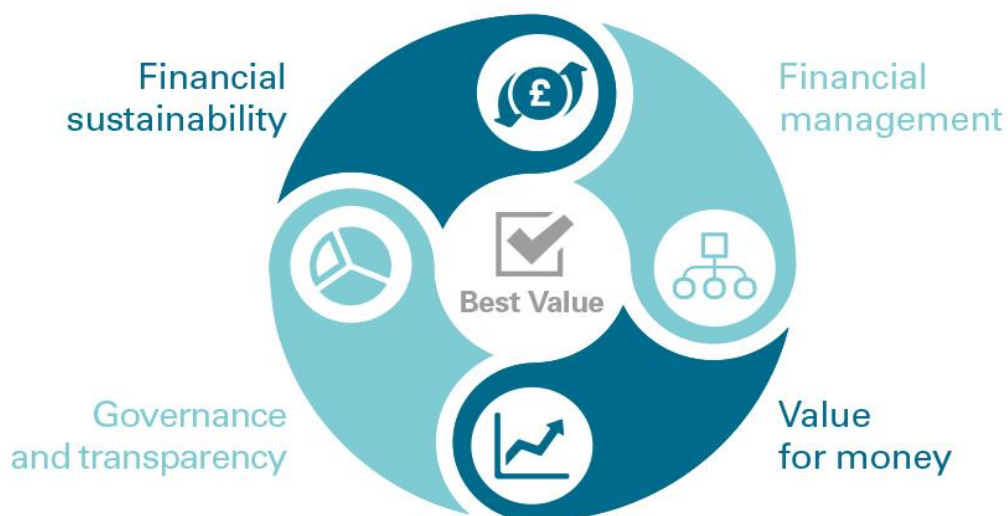 Financial
sustainability
Financial
management
£
Best Value
Governance
and transparency
Value
for money